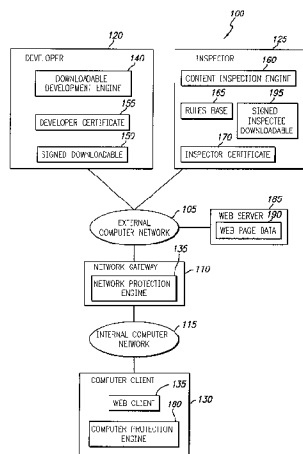 100
120
DEVELOPER
140
DOWNLOADABLE
DEVELOPMENT ENGINE
155
DEVELOPER CERTIFICATE
150
SIGNED DOWNLOADABLE
125
INSPECTOR
160
CONTENT INSPECTION ENGINE
165
RULES BASE
195
SIGNED
INSPECTED
DOWNLOADABLE
170
INSPECTOR CERTIFICATE
105
EXTERNAL
COMPUTER NETWORK
185
WEB SERVER
190
WEB PAGE DATA
NETWORK GATEWAY
135
NETWORK PROTECTION
ENGINE
110
INTERNAL COMPUTER
NETWORK
115
COMPUTER CLIENT
135
WEB CLIENT
130
180
COMPUTER PROTECTION
ENGINE